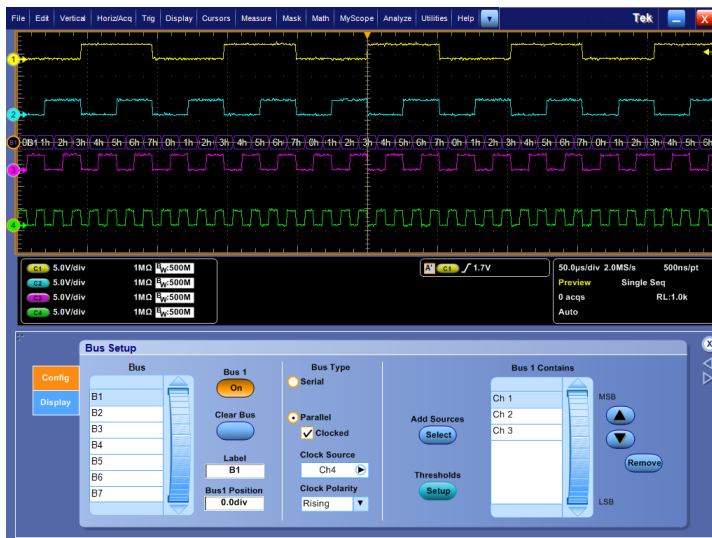 File Edit Vertical Horiz/Acq Trig Display Cursors Measure Mask Math MyScope Analyze Utilities Help Tek X
1
2
B1 0B1 1h 2h 3h 4h 5h 6h 7h 0h 1h 2h 3h 4h 5h 6h 7h 0h 1h 2h 3h 4h 5h 6h 7h 0h 1h 2h 3h 4h 5h 6h 7h 0h 1h 2h 3h 4h 5h 6h
3
4
C1 5.0V/div 1MΩ BW:500M
C2 5.0V/div 1MΩ BW:500M
C3 5.0V/div 1MΩ BW:500M
C4 5.0V/div 1MΩ BW:500M
A' C1 1.7V
50.0µs/div 2.0MS/s 500ns/pt
Preview Single Seq
0 acqs RL:1.0k
Auto
Bus Setup
X
Config
Display
Bus
B1
B2
B3
B4
B5
B6
B7
Bus 1
On
Clear Bus
Label
B1
Bus1 Position
0.0div
Bus Type
Serial
Parallel
Clocked
Clock Source
Ch4
Clock Polarity
Rising
Add Sources
Select
Thresholds
Setup
Bus 1 Contains
Ch 1
Ch 2
Ch 3
MSB
Remove
LSB